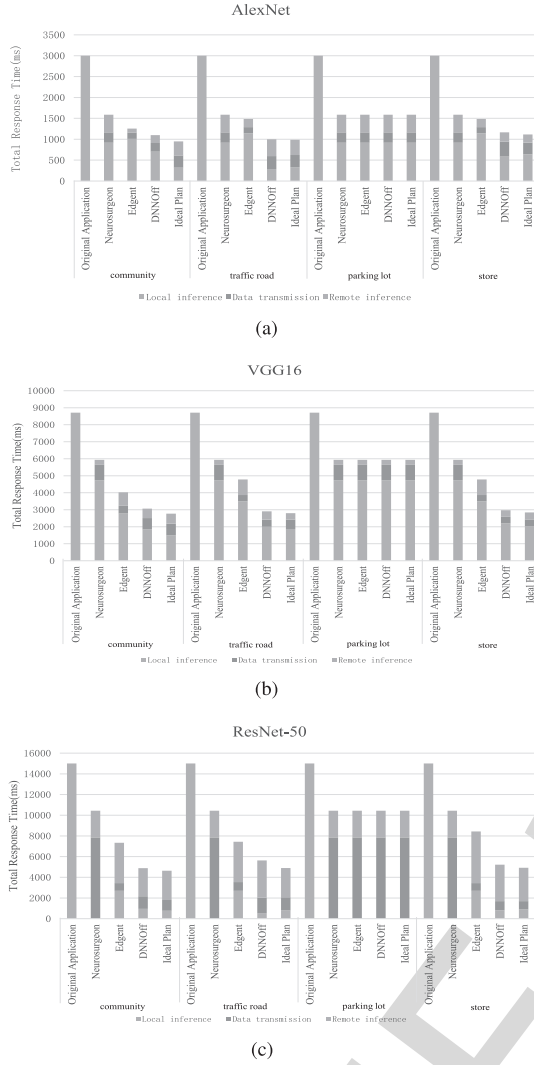 AlexNet
Total Response Time(ms)
3500
3000
2500
2000
1500
1000
500
0
Original Application
Neurosurgeon
Edgent
DNNOff
Ideal Plan
Original Application
Neurosurgeon
Edgent
DNNOff
Ideal Plan
Original Application
Neurosurgeon
Edgent
DNNOff
Ideal Plan
Original Application
Neurosurgeon
Edgent
DNNOff
Ideal Plan
community traffic road parking lot store
Local inference Data transmission Remote inference
(a)
VGG16
Total Response Time(ms)
10000
9000
8000
7000
6000
5000
4000
3000
2000
1000
0
Original Application
Neurosurgeon
Edgent
DNNOff
Ideal Plan
Original Application
Neurosurgeon
Edgent
DNNOff
Ideal Plan
Original Application
Neurosurgeon
Edgent
DNNOff
Ideal Plan
Original Application
Neurosurgeon
Edgent
DNNOff
Ideal Plan
community traffic road parking lot store
Local inference Data transmission Remote inference
(b)
ResNet-50
Total Response Time(ms)
16000
14000
12000
10000
8000
6000
4000
2000
0
Original Application
Neurosurgeon
Edgent
DNNOff
Ideal Plan
Original Application
Neurosurgeon
Edgent
DNNOff
Ideal Plan
Original Application
Neurosurgeon
Edgent
DNNOff
Ideal Plan
Original Application
Neurosurgeon
Edgent
DNNOff
Ideal Plan
community traffic road parking lot store
Local inference Data transmission Remote inference
(c)